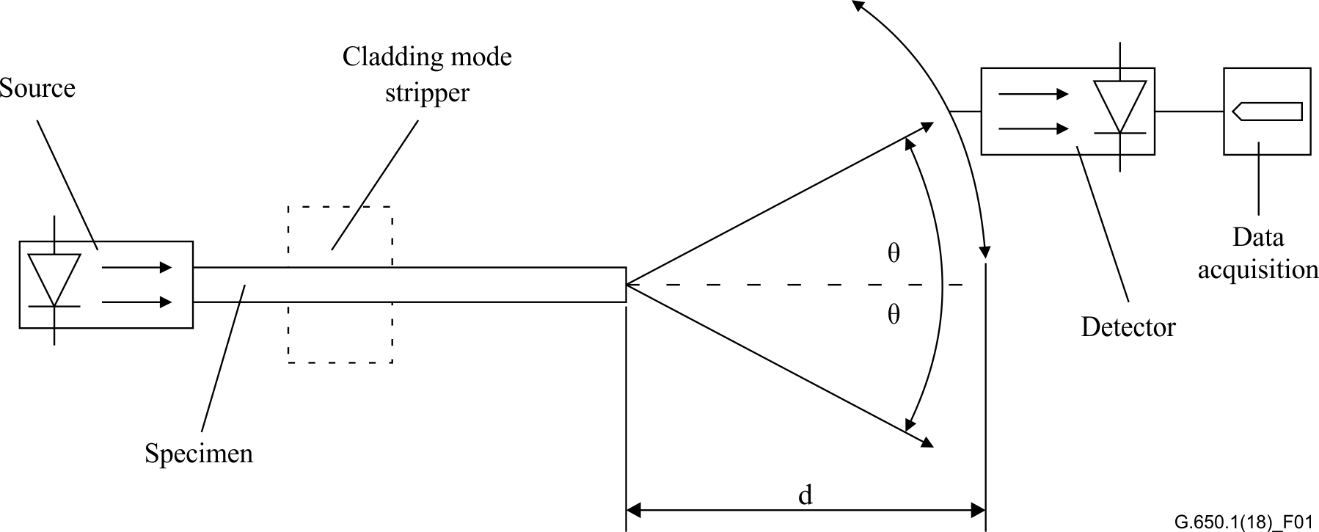 Cladding mode
stripper
Source
θ
θ
Data
acquisition
Detector
Specimen
d
G.650.1(18)_F01